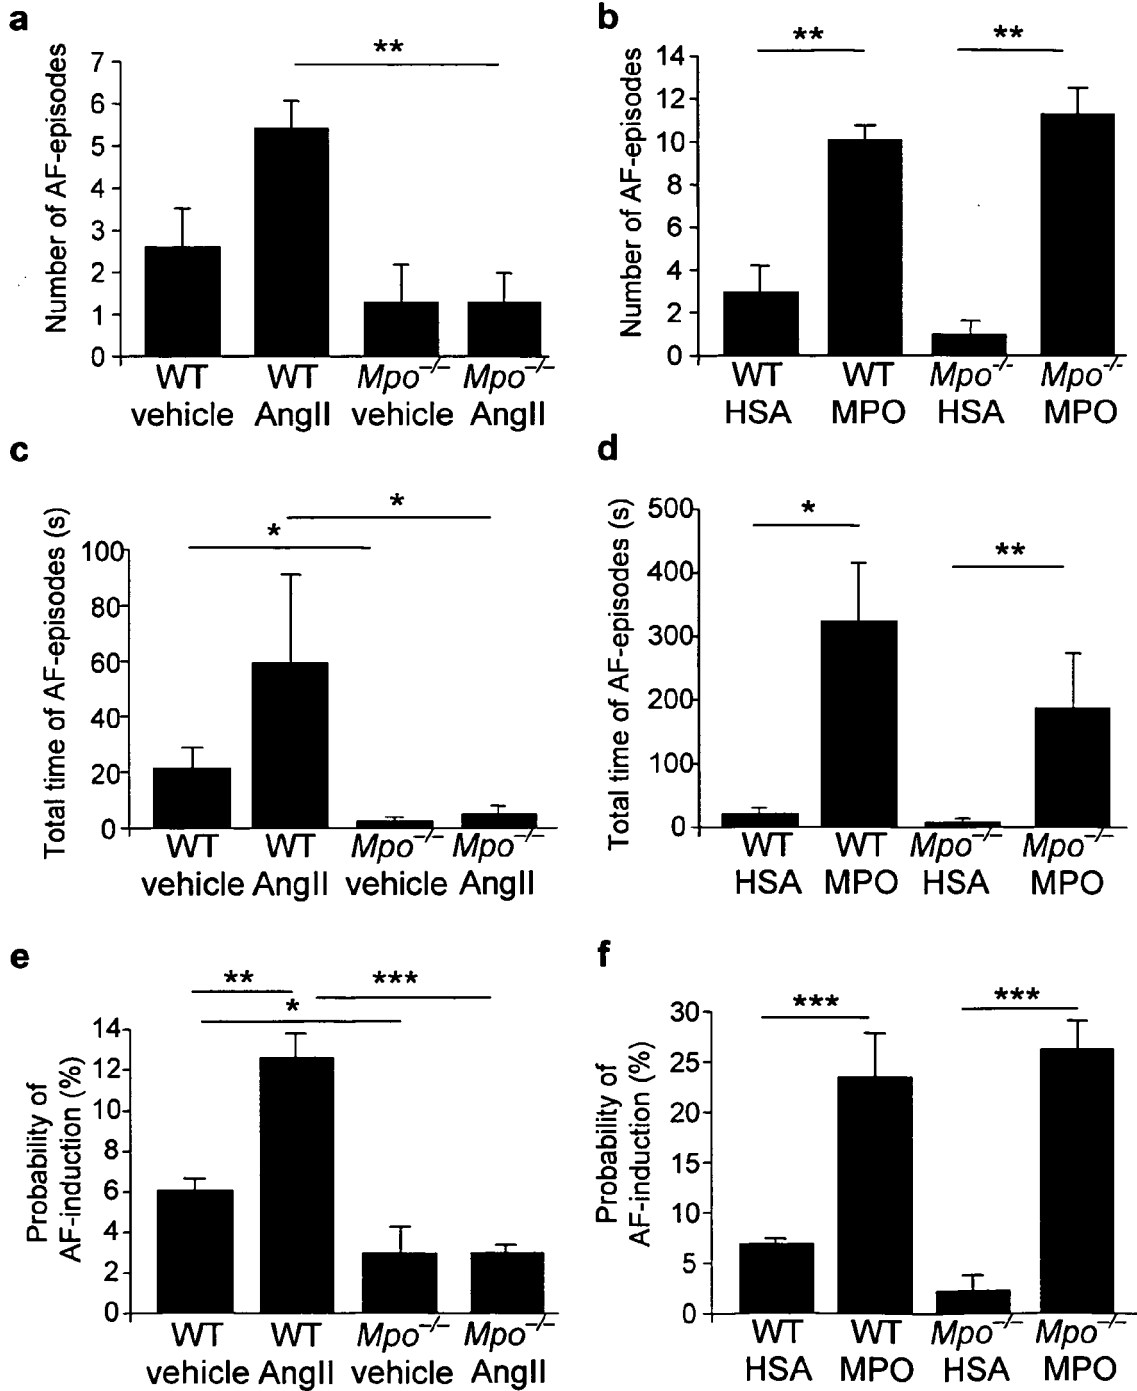 a
**
Number of AF-episodes
7
6
5
4
3
2
1
0
WT WT Mpo−/− Mpo−/−
vehicle AngII vehicle AngII
b
** **
Number of AF-episodes
14
12
10
8
6
4
2
0
WT WT Mpo−/− Mpo−/−
HSA MPO HSA MPO
c
*
*
Total time of AF-episodes (s)
100
80
60
40
20
0
WT WT Mpo−/− Mpo−/−
vehicle AngII vehicle AngII
d
*
**
Total time of AF-episodes (s)
500
400
300
200
100
0
WT WT Mpo−/− Mpo−/−
HSA MPO HSA MPO
e
** ***
*
Probability of
AF-induction (%)
14
12
10
8
6
4
2
0
WT WT Mpo−/− Mpo−/−
vehicle AngII vehicle AngII
f
*** ***
Probability of
AF-induction (%)
30
25
20
15
10
5
0
WT WT Mpo−/− Mpo−/−
HSA MPO HSA MPO